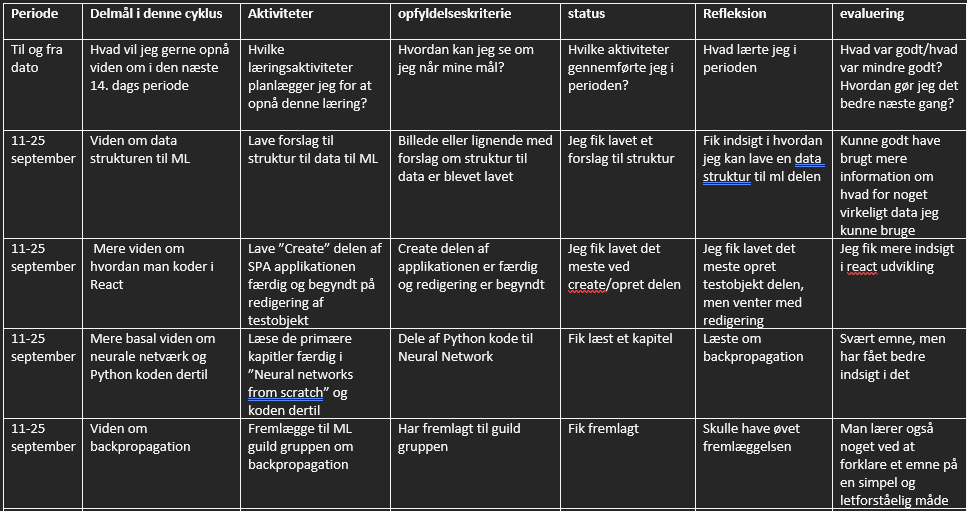 Periode
Delmål i denne cyklus
Aktiviteter
opfyldelseskriterie
status
Refleksion
evaluering
Til og fra
dato
Hvad vil jeg gerne opnå
viden om i den næste
14. dags periode
Hvilke
læringsaktiviteter
planlægger jeg for at
opnå denne læring?
Hvordan kan jeg se om
jeg når mine mål?
Hvilke aktiviteter
gennemførte jeg i
perioden?
Hvad lærte jeg i
perioden
Hvad var godt/hvad
var mindre godt?
Hvordan gør jeg det
bedre næste gang?
11-25
september
Viden om data
strukturen til ML
Lave forslag til
struktur til data til ML
Billede eller lignende med
forslag om struktur til
data er blevet lavet
Jeg fik lavet et
forslag til struktur
Fik indsigt i hvordan
jeg kan lave en data
struktur til ml delen
Kunne godt have
brugt mere
information om
hvad for noget
virkeligt data jeg
kunne bruge
11-25
september
Mere viden om
hvordan man koder i
React
Lave ”Create” delen af
SPA applikationen
færdig og begyndt på
redigering af
testobjekt
Create delen af
applikationen er færdig
og redigering er begyndt
Jeg fik lavet det
meste ved
create/opret delen
Jeg fik lavet det
meste opret
testobjekt delen,
men venter med
redigering
Jeg fik mere indsigt
i react udvikling
11-25
september
Mere basal viden om
neurale netværk og
Python koden dertil
Læse de primære
kapitler færdig i
”Neural networks
from scratch” og
koden dertil
Dele af Python kode til
Neural Network
Fik læst et kapitel
Læste om
backpropagation
Svært emne, men
har fået bedre
indsigt i det
11-25
september
Viden om
backpropagation
Fremlægge til ML
guild gruppen om
backpropagation
Har fremlagt til guild
gruppen
Fik fremlagt
Skulle have øvet
fremlæggelsen
Man lærer også
noget ved at
forklare et emne på
en simpel og
letforståelig måde